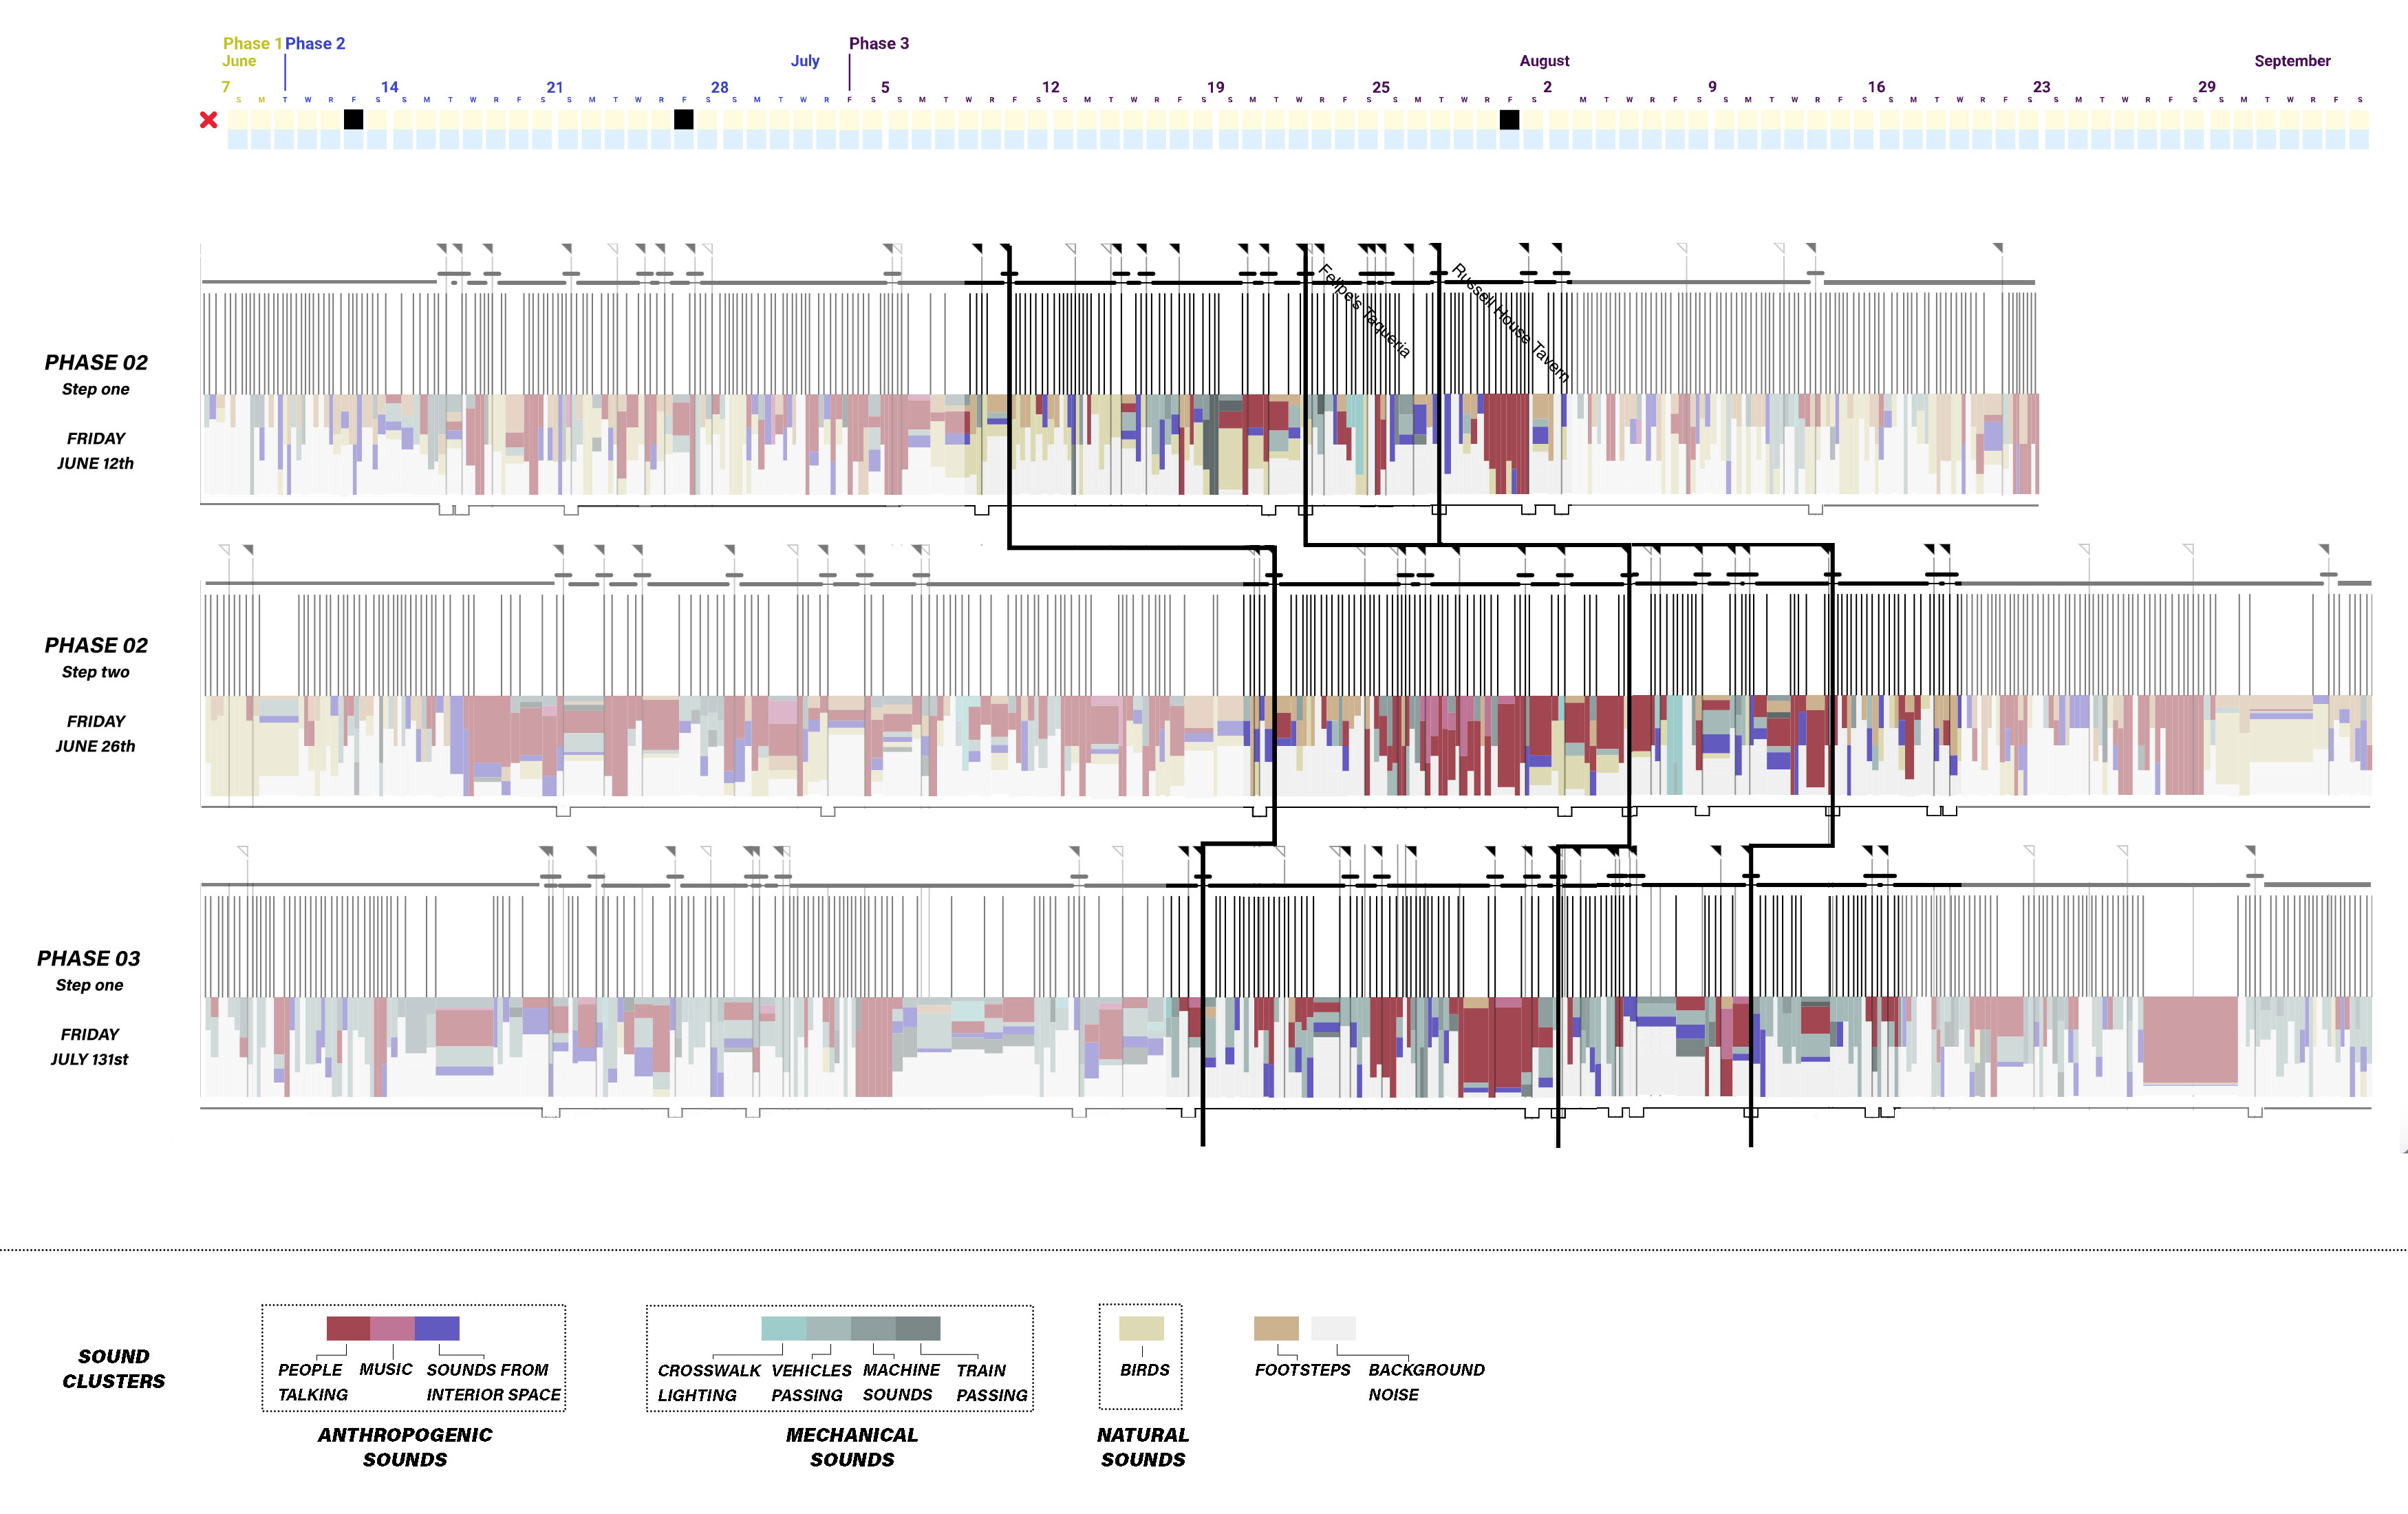 Phase 1 Phase 2 Phase 3
June July August September
7 14 21 28 5 12 19 25 2 9 16 23 29
S M T W R F S S M T W R F S S M T W R F S S M T W R F S S M T W R F S S M T W R F S S M T W R F S S M T W R F S M T W R F S S M T W R F S S M T W R F S S M T W R F S S M T W R F S
Felipe's Taqueria
Russell House Tavern
PHASE 02
Step one
FRIDAY
JUNE 12th
PHASE 02
Step two
FRIDAY
JUNE 26th
PHASE 03
Step one
FRIDAY
JULY 131st
SOUND
CLUSTERS
PEOPLE MUSIC SOUNDS FROM
TALKING INTERIOR SPACE
ANTHROPOGENIC
SOUNDS
CROSSWALK VEHICLES MACHINE TRAIN
LIGHTING PASSING SOUNDS PASSING
MECHANICAL
SOUNDS
BIRDS
NATURAL
SOUNDS
FOOTSTEPS BACKGROUND
NOISE